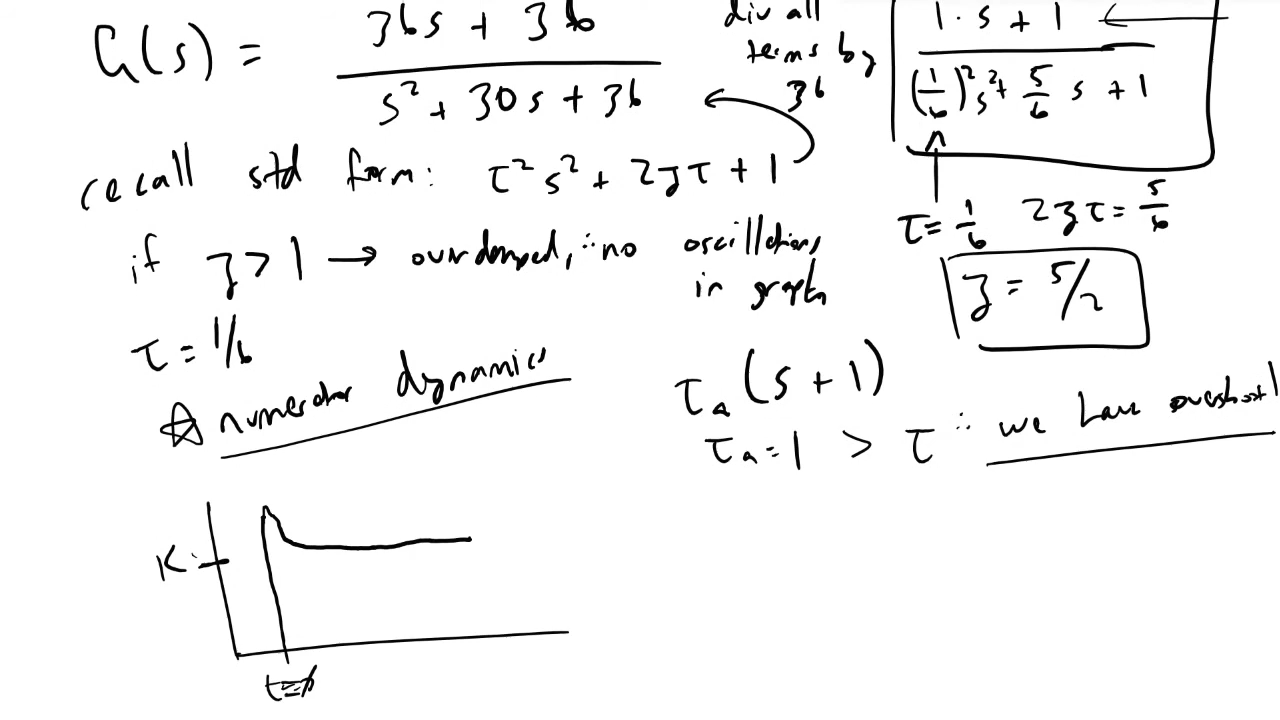 G(s) = (36s + 36) / (s² + 30s + 36)
div all terms by 36
(1 · s + 1) / ((1/6)² s² + 5/6 s + 1)
recall std form: τ²s² + 2ζτ + 1
τ = 1/6 2ζτ = 5/6
if ζ > 1 → overdamped, ∴ no oscillations in graph
ζ = 5/2
τ = 1/6
☆ numerator dynamics
τa (s + 1)
τa = 1 > τ ∴ we have overshoot!
K